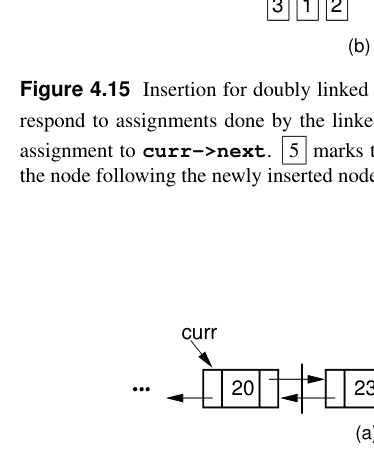 3 1 2
(b)
Figure 4.15 Insertion for doubly linked
respond to assignments done by the linke
assignment to curr->next. 5 marks t
the node following the newly inserted node
curr
... 20 23
(a)